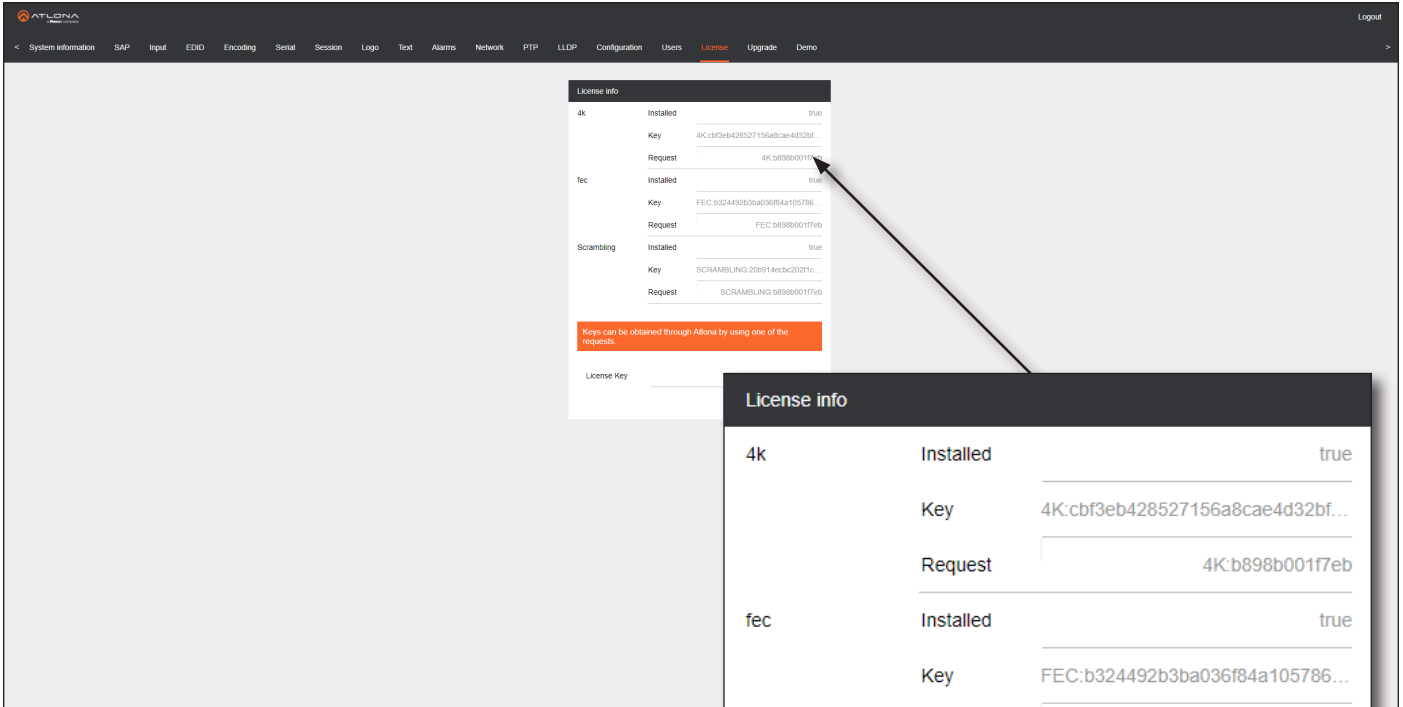 ATLONA
a Panduit company
Logout
< System information SAP Input EDID Encoding Serial Session Logo Text Alarms Network PTP LLDP Configuration Users License Upgrade Demo >
License info
4k Installed true
Key 4K:cbf3eb428527156a8cae4d32bf...
Request 4K:b898b001f7eb
fec Installed true
Key FEC:b324492b3ba036f84a105786...
Request FEC:b898b001f7eb
Scrambling Installed true
Key SCRAMBLING:20b914ecbc202f1c...
Request SCRAMBLING:b898b001f7eb
Keys can be obtained through Atlona by using one of the
requests.
License Key
License info
4k Installed true
Key 4K:cbf3eb428527156a8cae4d32bf...
Request 4K:b898b001f7eb
fec Installed true
Key FEC:b324492b3ba036f84a105786...